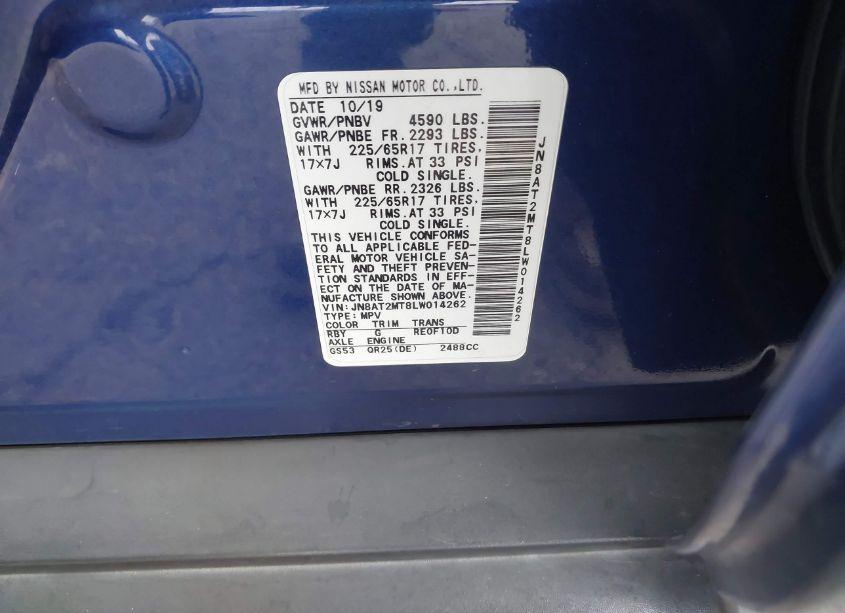 MFD BY NISSAN MOTOR CO.,LTD.
DATE 10/19
GVWR/PNBV 4590 LBS.
GAWR/PNBE FR. 2293 LBS.
WITH 225/65R17 TIRES,
17×7J RIMS.AT 33 PSI
COLD SINGLE.
GAWR/PNBE RR. 2326 LBS.
WITH 225/65R17 TIRES,
17×7J RIMS.AT 33 PSI
COLD SINGLE.
THIS VEHICLE CONFORMS
TO ALL APPLICABLE FED-
ERAL MOTOR VEHICLE SA-
FETY AND THEFT PREVEN-
TION STANDARDS IN EFF-
ECT ON THE DATE OF MA-
NUFACTURE SHOWN ABOVE.
VIN: JN8AT2MT8LW014262
TYPE: MPV
COLOR TRIM TRANS
RBY G RE0F10D
AXLE ENGINE
GS53 QR25(DE) 2488CC
JN8AT2MT8LW014262